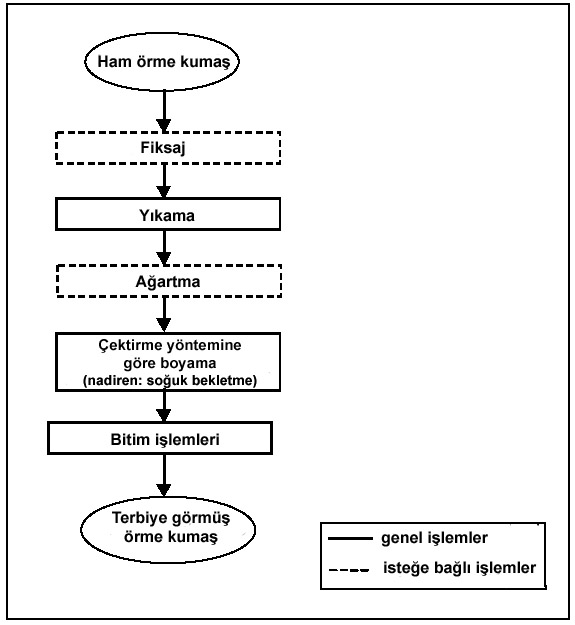 Ham örme kumaş
Fiksaj
Yıkama
Ağartma
Çektirme yöntemine
göre boyama
(nadiren: soğuk bekletme)
Bitim işlemleri
Terbiye görmüş
örme kumaş
genel işlemler
isteğe bağlı işlemler